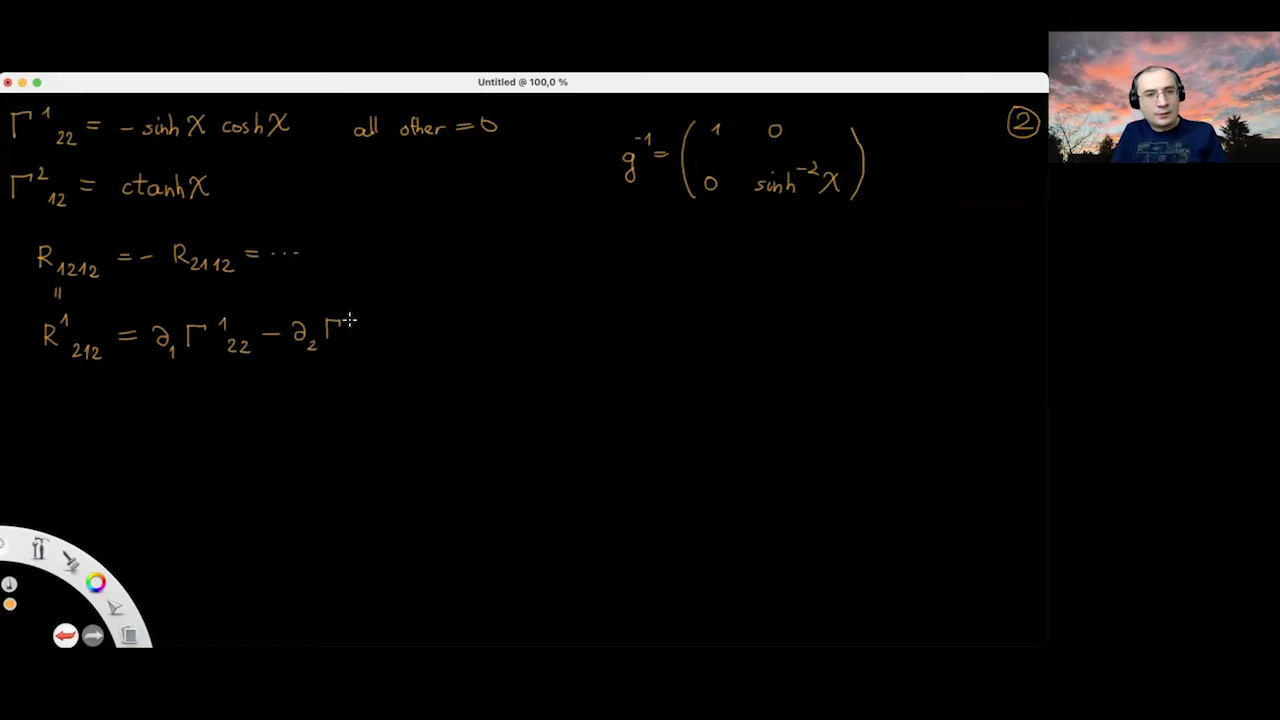 Untitled @ 100,0 %
Γ¹₂₂ = - sinh χ cosh χ all other = 0
g⁻¹ = ( 1 0 ; 0 sinh⁻² χ )
②
Γ²₁₂ = ctanh χ
R₁₂₁₂ = - R₂₁₁₂ = ...
॥
R¹₂₁₂ = ∂₁ Γ¹₂₂ - ∂₂ Γ